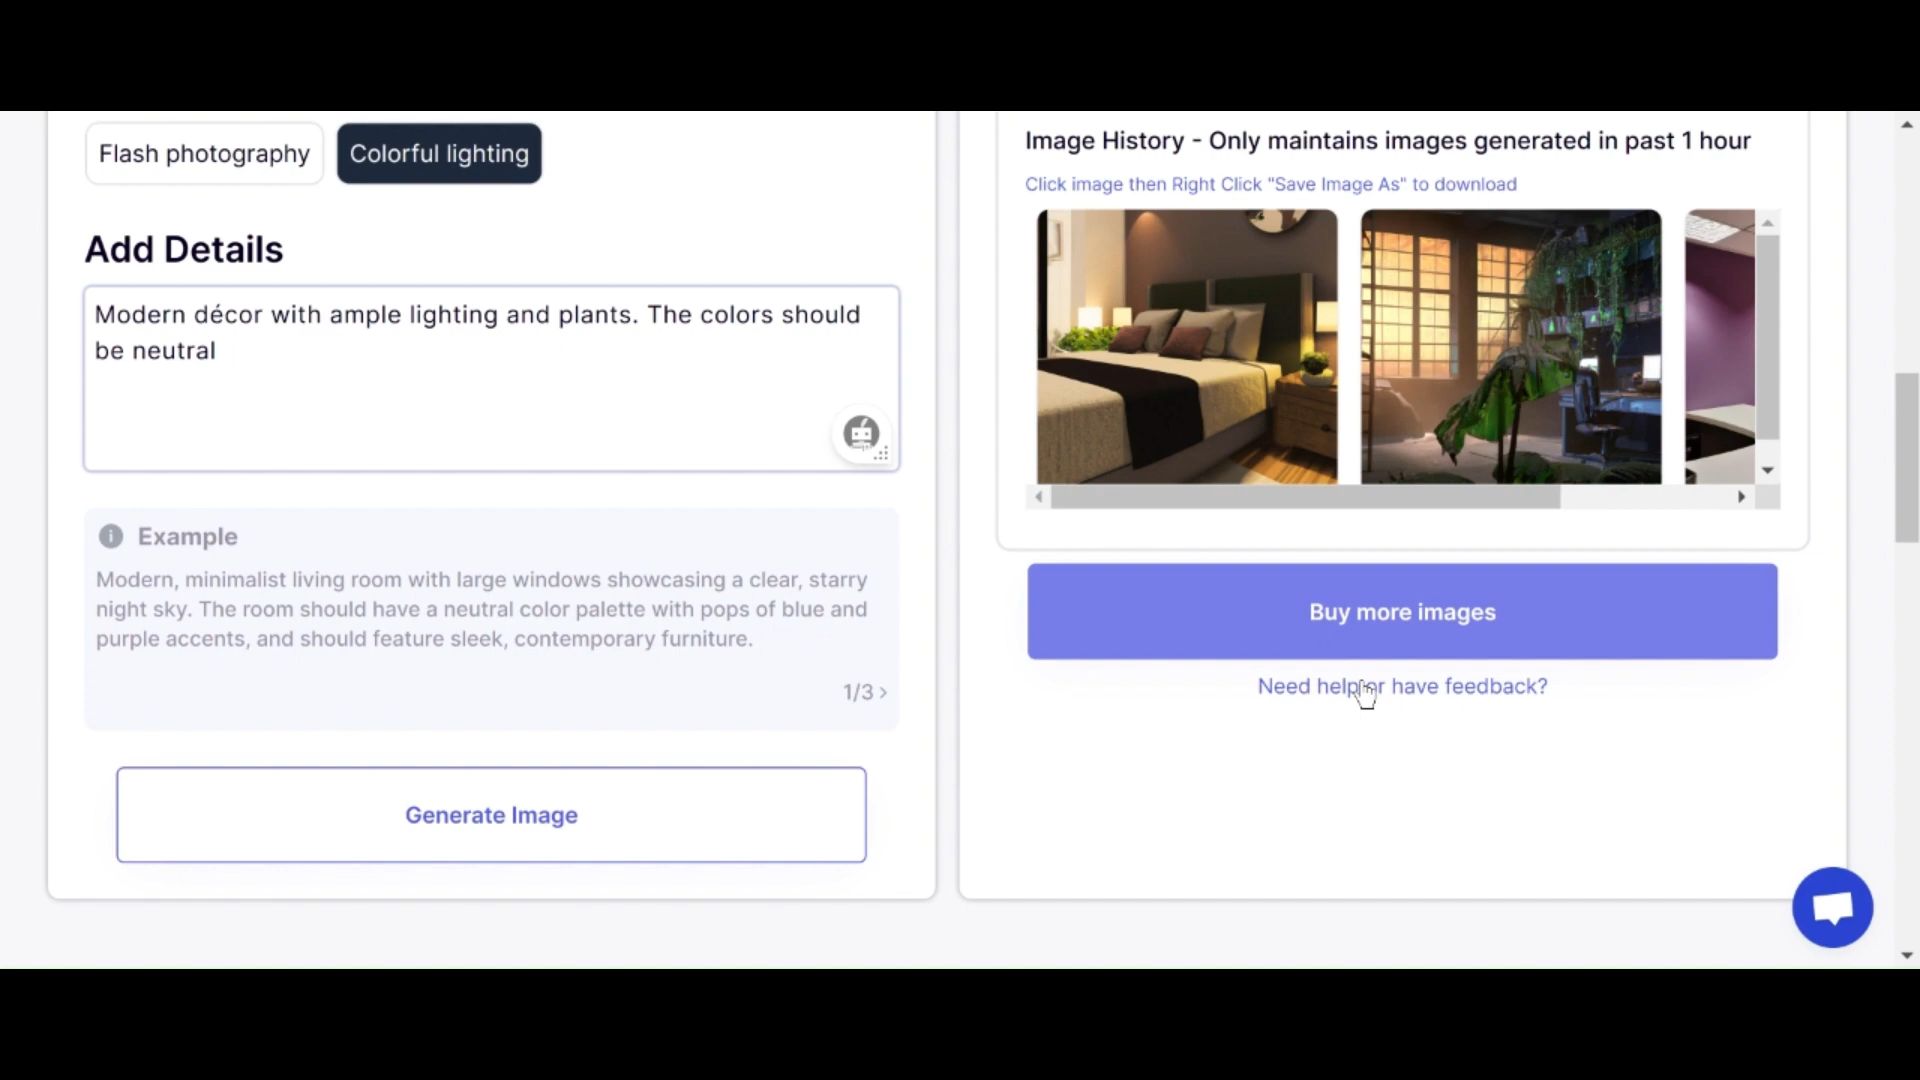 Flash photography
Colorful lighting
Add Details
Modern décor with ample lighting and plants. The colors should
be neutral
Example
Modern, minimalist living room with large windows showcasing a clear, starry
night sky. The room should have a neutral color palette with pops of blue and
purple accents, and should feature sleek, contemporary furniture.
1/3 >
Generate Image
Image History - Only maintains images generated in past 1 hour
Click image then Right Click "Save Image As" to download
Buy more images
Need help or have feedback?